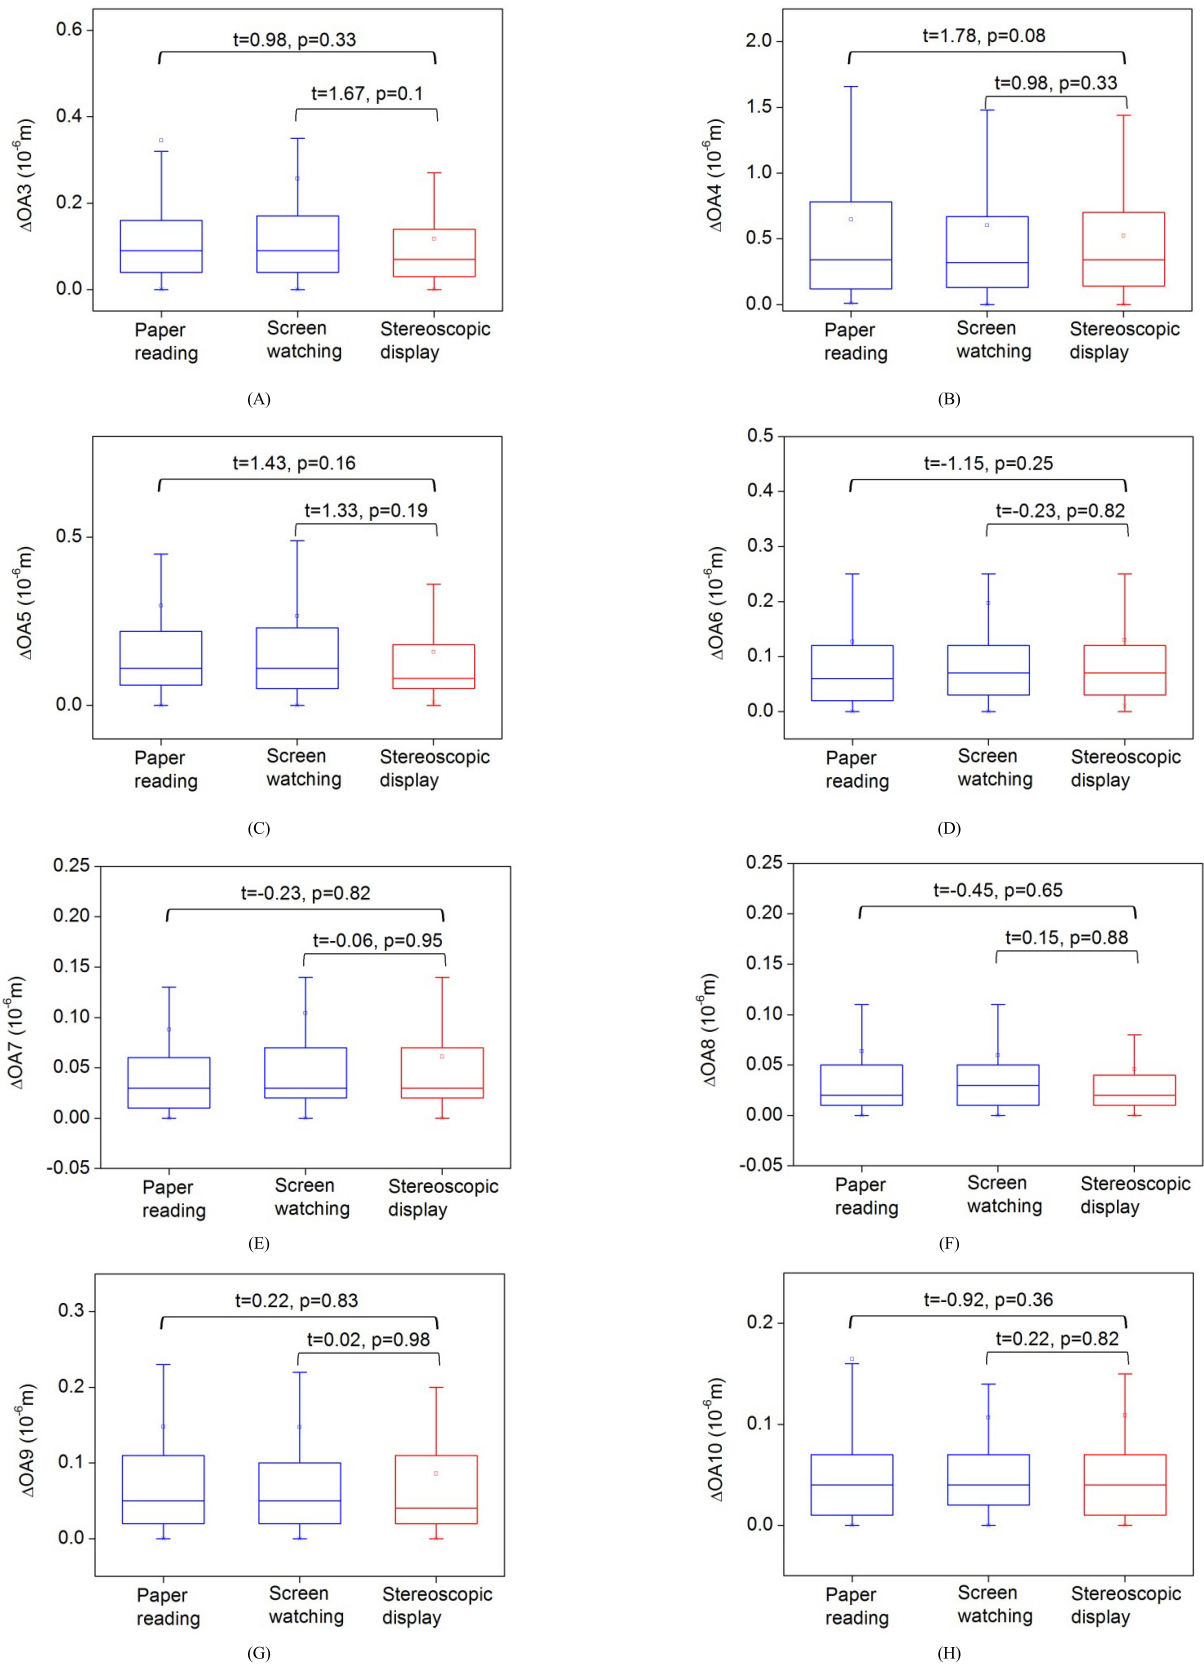 t=0.98, p=0.33
t=1.67, p=0.1
0.6
0.4
0.2
0.0
ΔOA3 (10⁻⁶m)
Paper reading
Screen watching
Stereoscopic display
(A)
t=1.78, p=0.08
t=0.98, p=0.33
2.0
1.5
1.0
0.5
0.0
ΔOA4 (10⁻⁶m)
Paper reading
Screen watching
Stereoscopic display
(B)
t=1.43, p=0.16
t=1.33, p=0.19
0.5
0.0
ΔOA5 (10⁻⁶m)
Paper reading
Screen watching
Stereoscopic display
(C)
t=-1.15, p=0.25
t=-0.23, p=0.82
0.5
0.4
0.3
0.2
0.1
0.0
ΔOA6 (10⁻⁶m)
Paper reading
Screen watching
Stereoscopic display
(D)
t=-0.23, p=0.82
t=-0.06, p=0.95
0.25
0.20
0.15
0.10
0.05
0.00
-0.05
ΔOA7 (10⁻⁶m)
Paper reading
Screen watching
Stereoscopic display
(E)
t=-0.45, p=0.65
t=0.15, p=0.88
0.25
0.20
0.15
0.10
0.05
0.00
-0.05
ΔOA8 (10⁻⁶m)
Paper reading
Screen watching
Stereoscopic display
(F)
t=0.22, p=0.83
t=0.02, p=0.98
0.3
0.2
0.1
0.0
ΔOA9 (10⁻⁶m)
Paper reading
Screen watching
Stereoscopic display
(G)
t=-0.92, p=0.36
t=0.22, p=0.82
0.2
0.1
0.0
ΔOA10 (10⁻⁶m)
Paper reading
Screen watching
Stereoscopic display
(H)